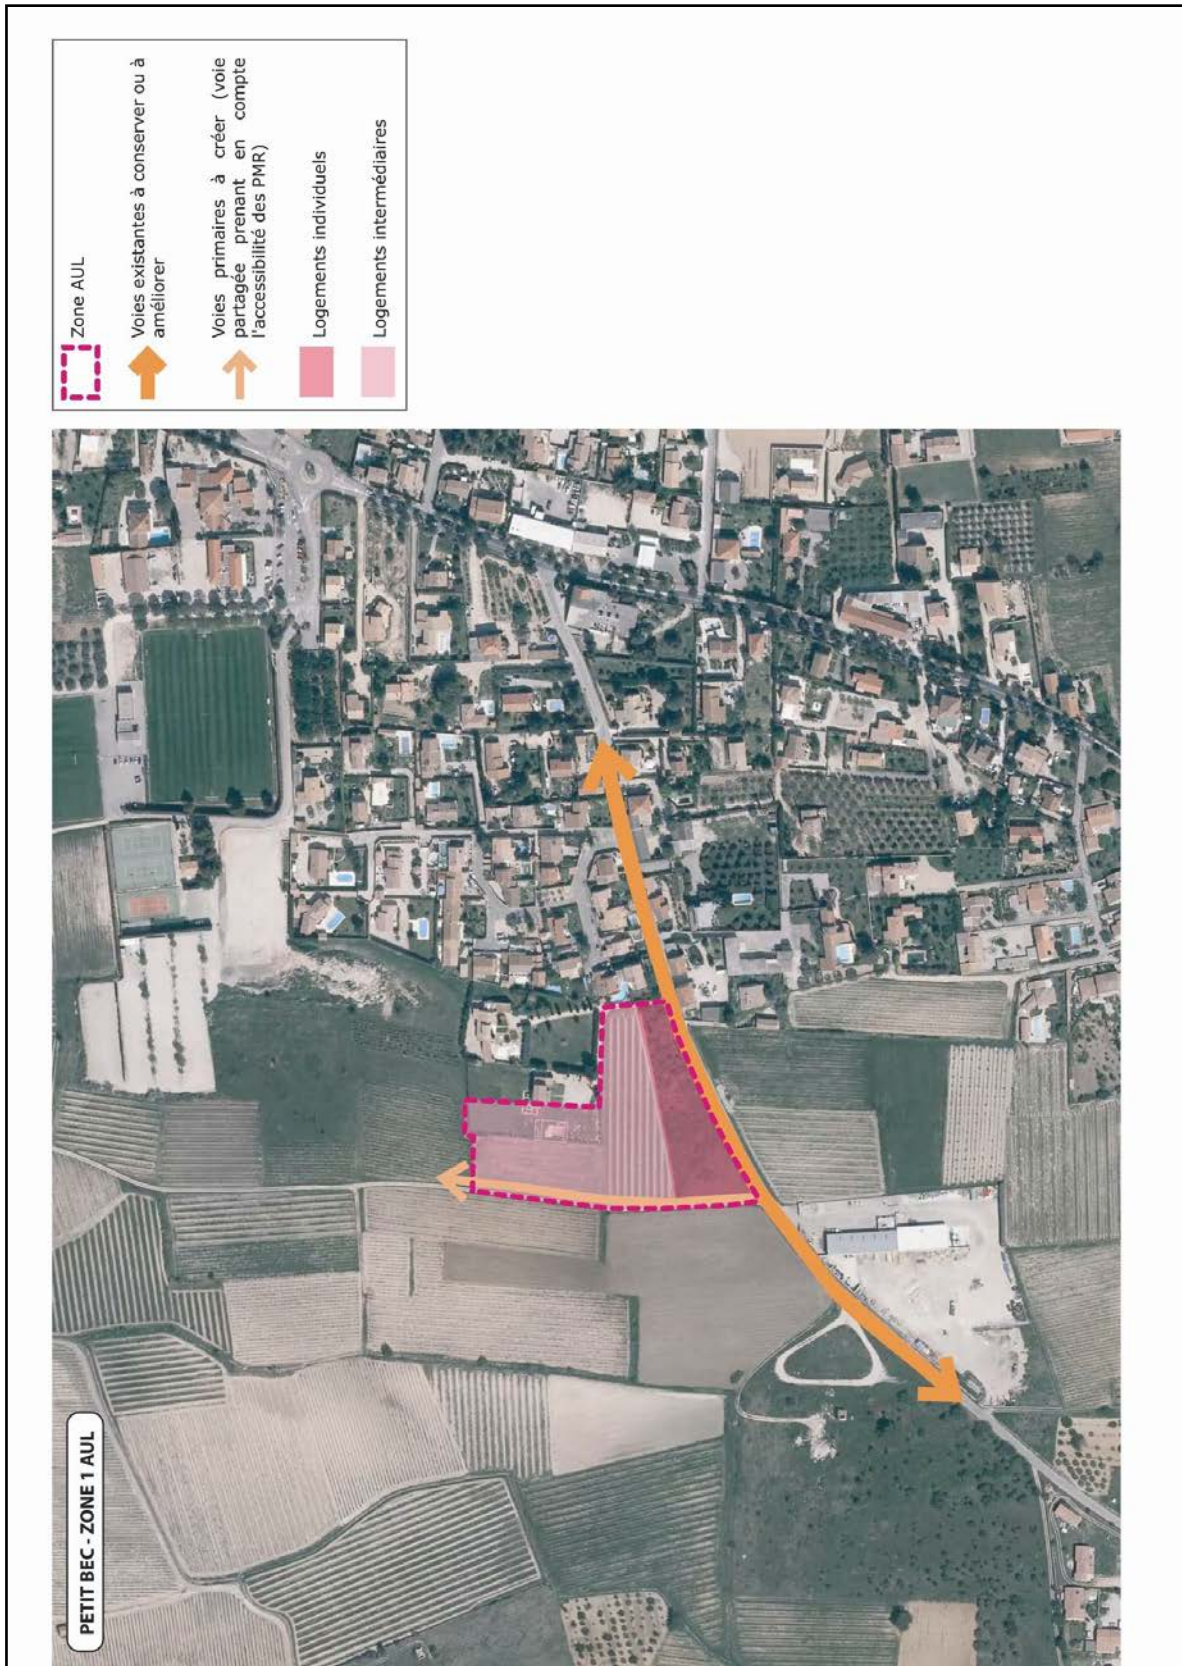 PETIT BEC - ZONE 1 AUL
Zone AUL
Voies existantes à conserver ou à
améliorer
Voies primaires à créer (voie
partagée prenant en compte
l'accessibilité des PMR)
Logements individuels
Logements intermédiaires